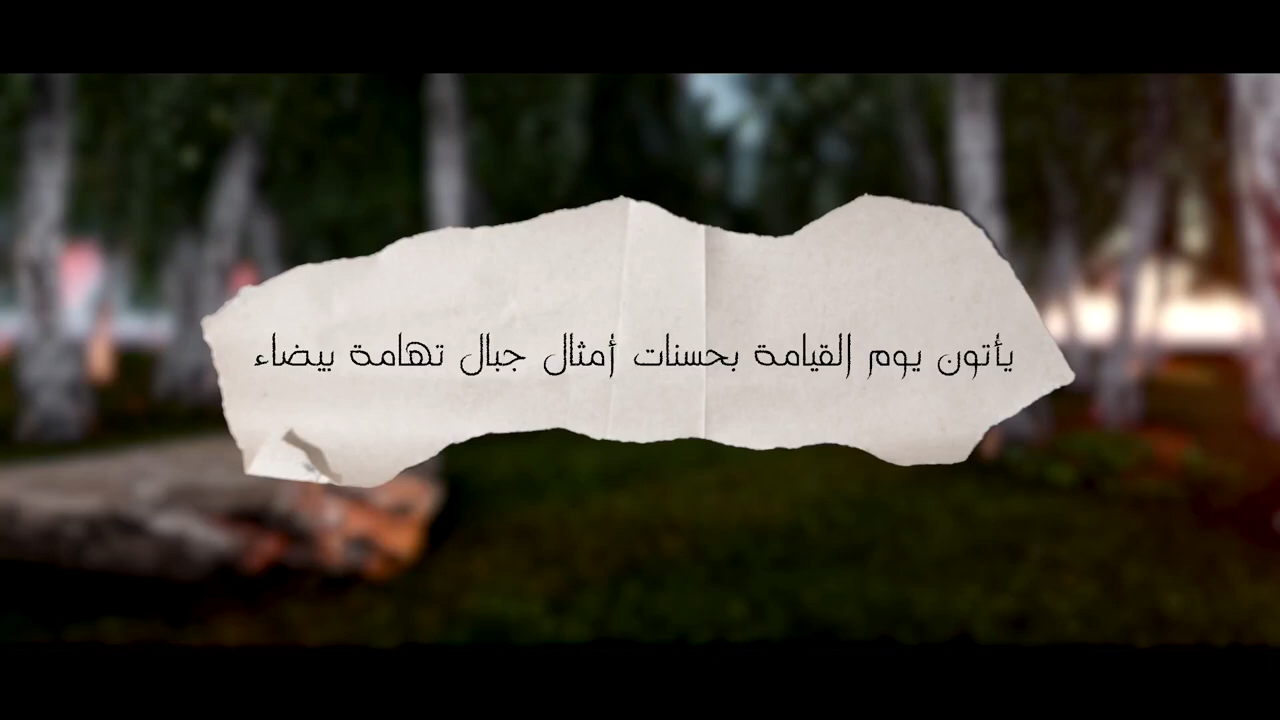 يأتون يوم القيامة بحسنات أمثال جبال تهامة بيضاء